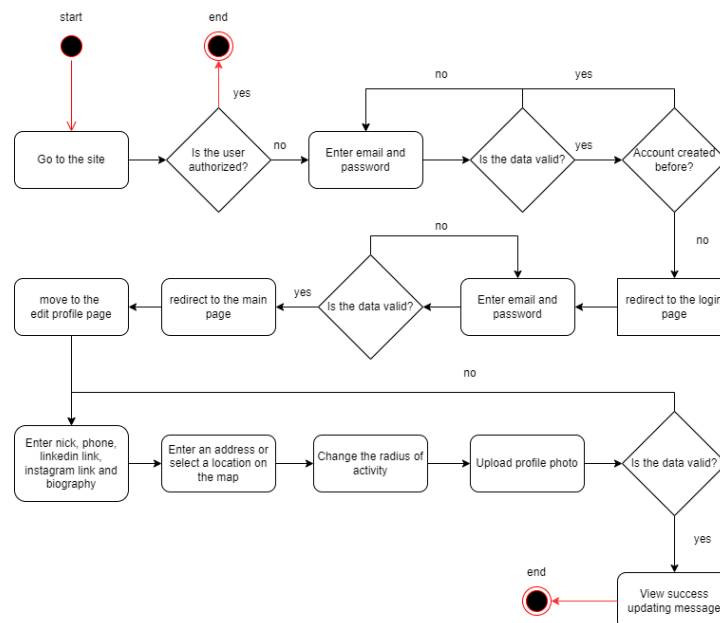 start
end
yes
no
no
yes
yes
Go to the site
Is the user
authorized?
Enter email and
password
Is the data valid?
Account created
before?
no
no
yes
move to the
edit profile page
redirect to the main
page
Is the data valid?
Enter email and
password
redirect to the login
page
no
Enter nick, phone,
linkedin link,
instagram link and
biography
Enter an address or
select a location on
the map
Change the radius of
activity
Upload profile photo
Is the data valid?
yes
end
View success
updating message